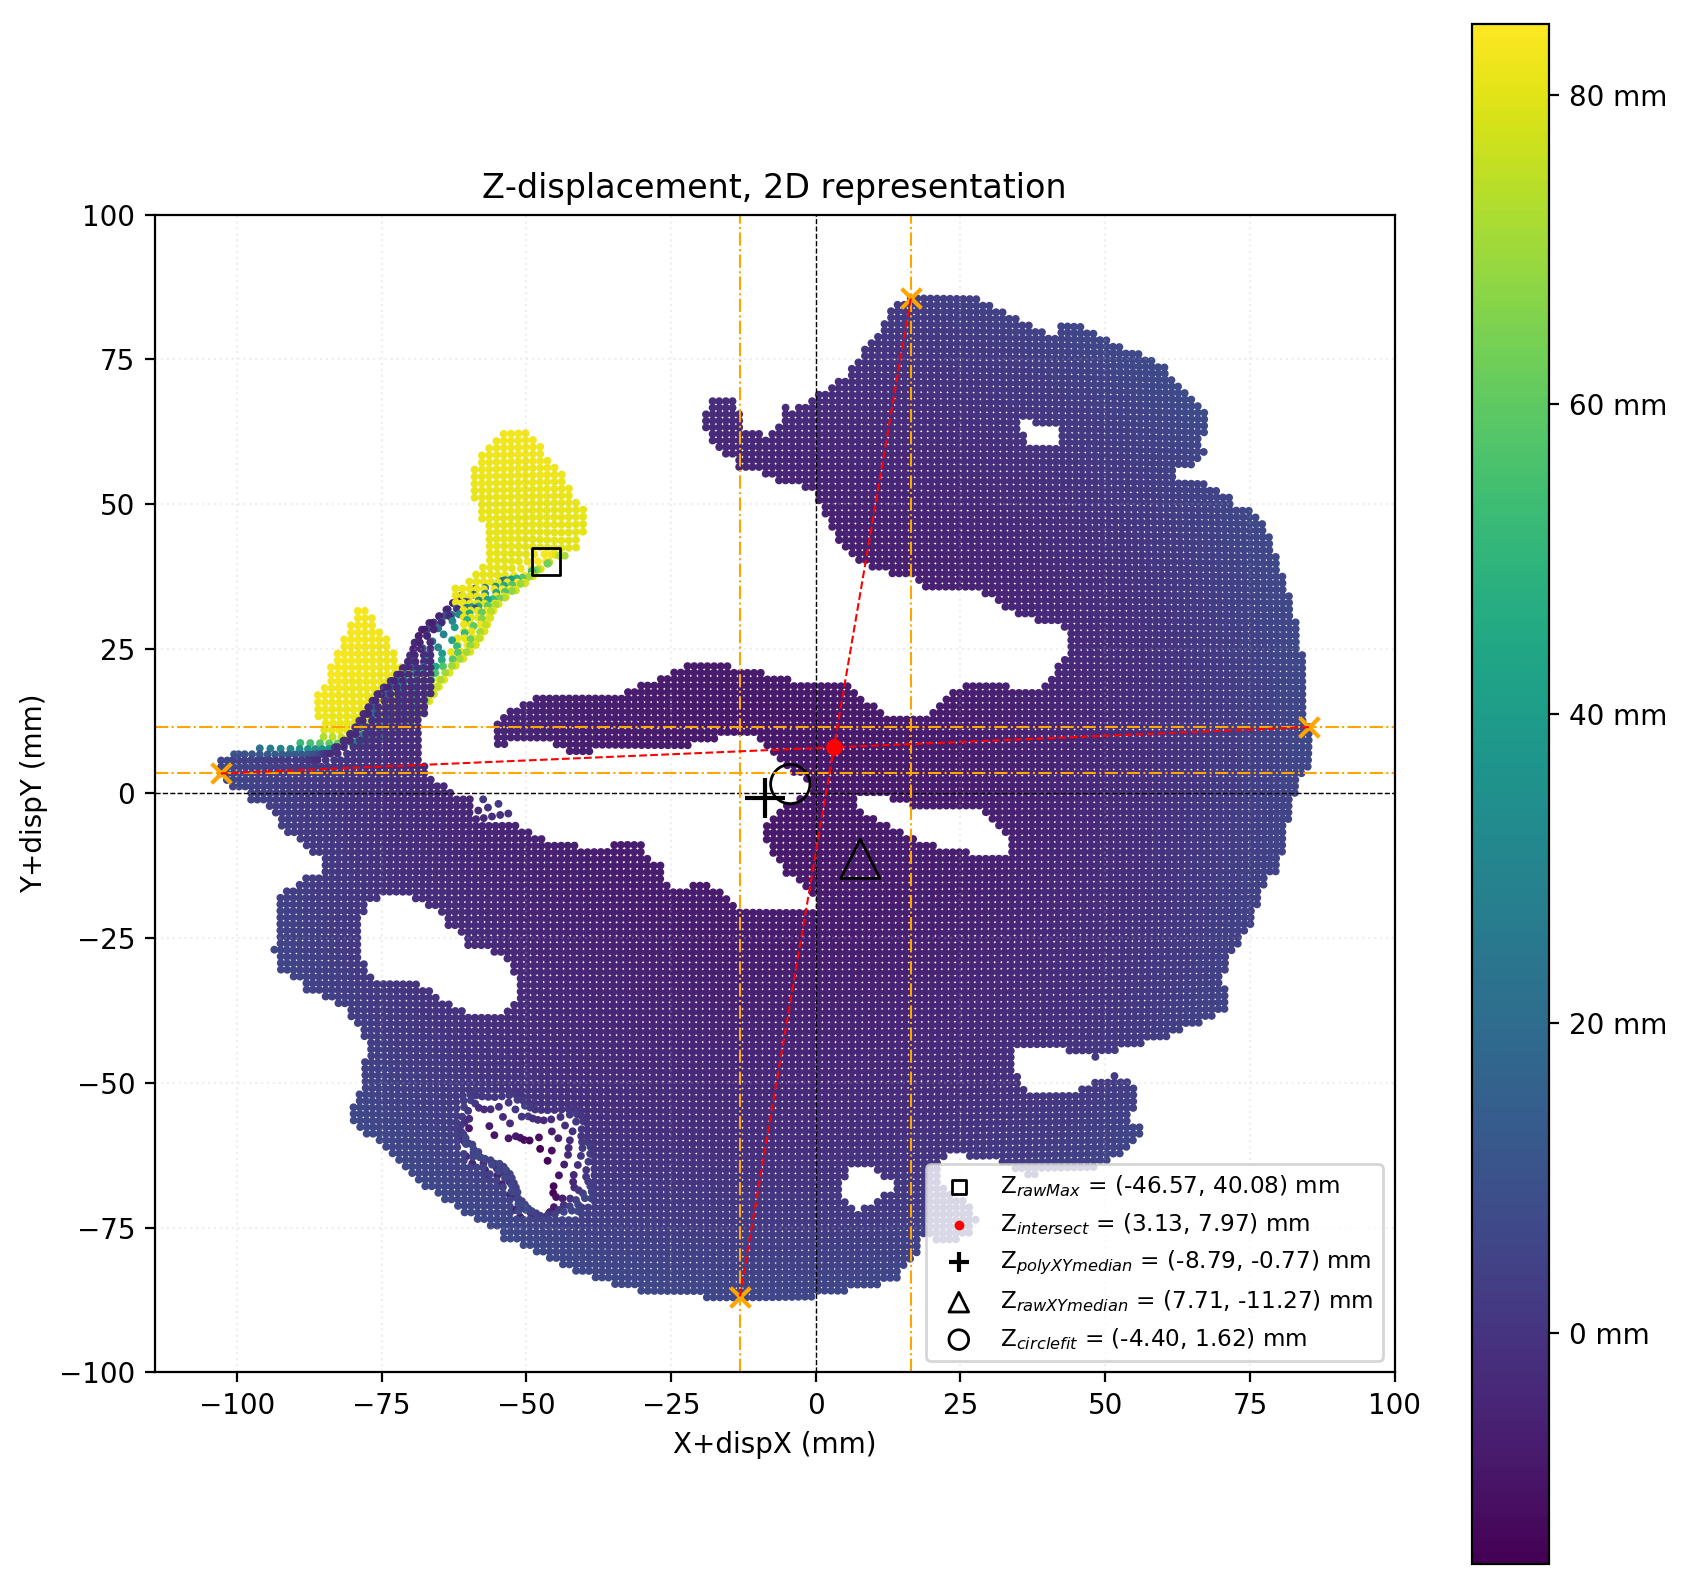 Z-displacement, 2D representation
80 mm
60 mm
40 mm
20 mm
0 mm
100
75
50
25
0
−25
−50
−75
−100
Y+dispY (mm)
−100 −75 −50 −25 0 25 50 75 100
X+dispX (mm)
Z_rawMax = (-46.57, 40.08) mm
Z_intersect = (3.13, 7.97) mm
Z_polyXYmedian = (-8.79, -0.77) mm
Z_rawXYmedian = (7.71, -11.27) mm
Z_circlefit = (-4.40, 1.62) mm